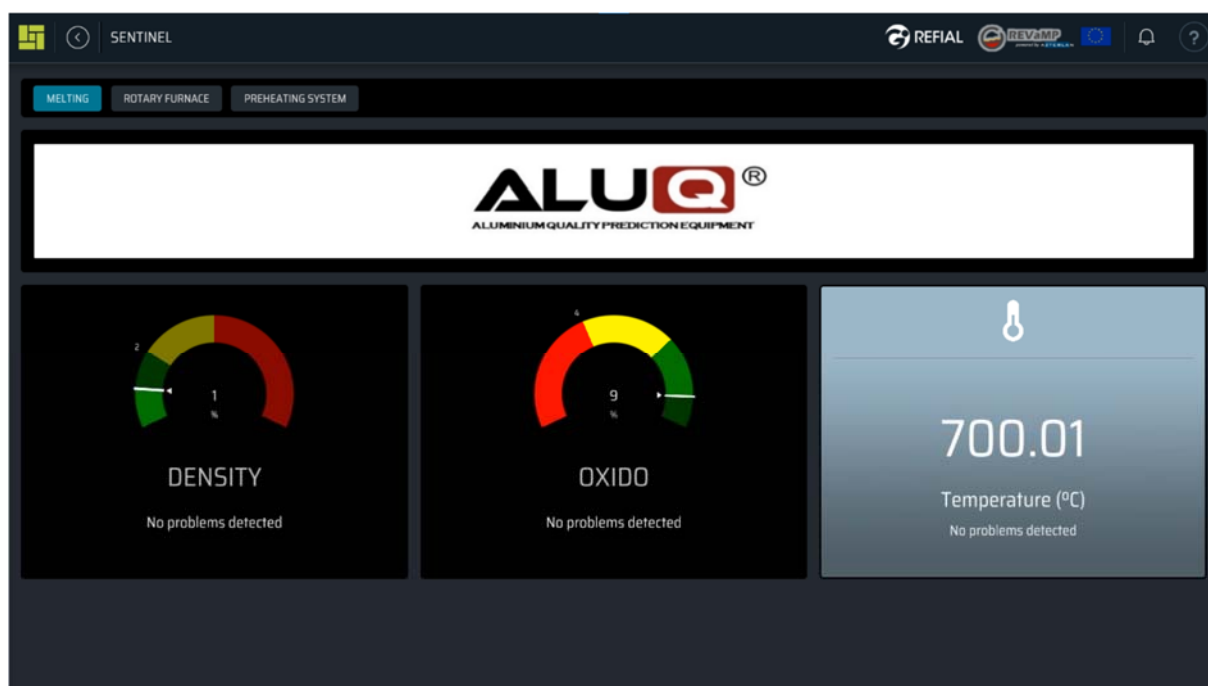 SENTINEL
REFIAL
REVaMP
?
MELTING
ROTARY FURNACE
PREHEATING SYSTEM
ALUQ®
ALUMINIUM QUALITY PREDICTION EQUIPMENT
2
1
%
DENSITY
No problems detected
4
9
%
OXIDO
No problems detected
700.01
Temperature (ºC)
No problems detected